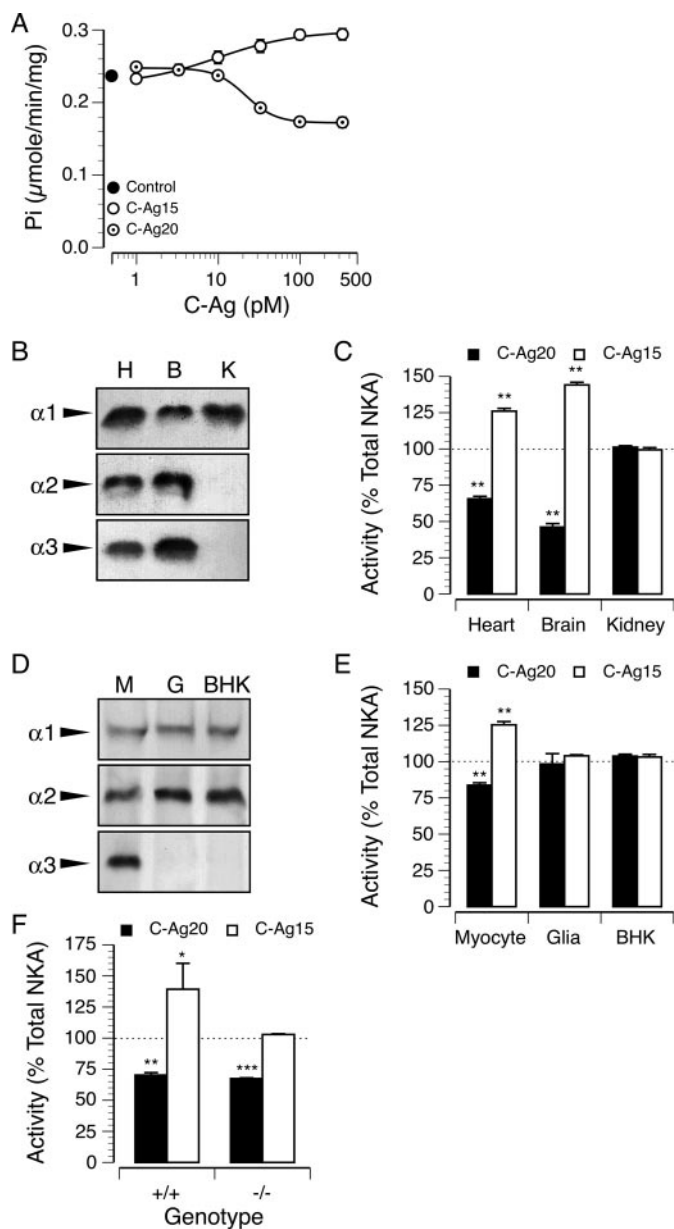 A
Pi (µmole/min/mg)
0.3
0.2
0.1
0.0
Control
C-Ag15
C-Ag20
1 10 100 500
C-Ag (pM)
B
H B K
α1
α2
α3
C
C-Ag20 C-Ag15
Activity (% Total NKA)
150
125
100
75
50
25
0
** ** ** **
Heart Brain Kidney
D
M G BHK
α1
α2
α3
E
C-Ag20 C-Ag15
Activity (% Total NKA)
150
125
100
75
50
25
0
** **
Myocyte Glia BHK
F
C-Ag20 C-Ag15
Activity (% Total NKA)
175
150
125
100
75
50
25
0
** * ***
+/+ -/-
Genotype